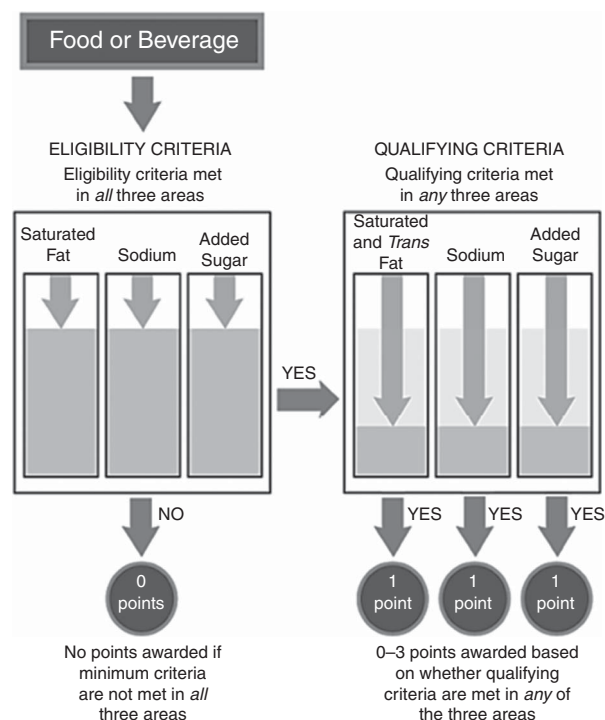 Food or Beverage
ELIGIBILITY CRITERIA
Eligibility criteria met
in all three areas
Saturated
Fat
Sodium
Added
Sugar
YES
NO
0
points
No points awarded if
minimum criteria
are not met in all
three areas
QUALIFYING CRITERIA
Qualifying criteria met
in any three areas
Saturated
and Trans
Fat
Sodium
Added
Sugar
YES
YES
YES
1
point
1
point
1
point
0–3 points awarded based
on whether qualifying
criteria are met in any of
the three areas